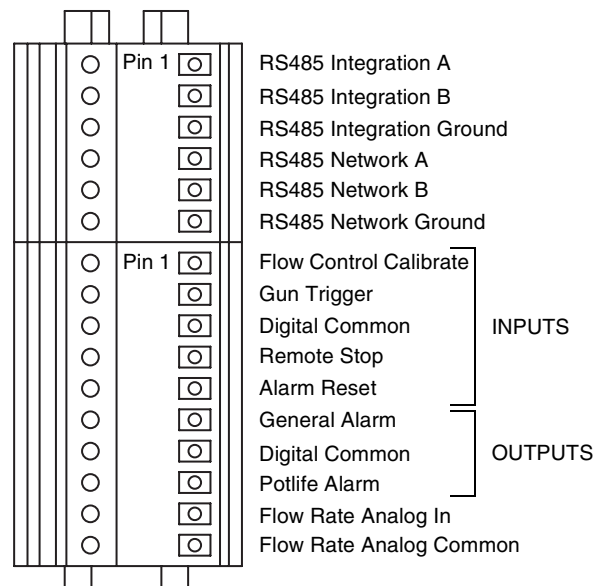 Pin 1 RS485 Integration A
RS485 Integration B
RS485 Integration Ground
RS485 Network A
RS485 Network B
RS485 Network Ground
Pin 1 Flow Control Calibrate
Gun Trigger
Digital Common INPUTS
Remote Stop
Alarm Reset
General Alarm
Digital Common OUTPUTS
Potlife Alarm
Flow Rate Analog In
Flow Rate Analog Common